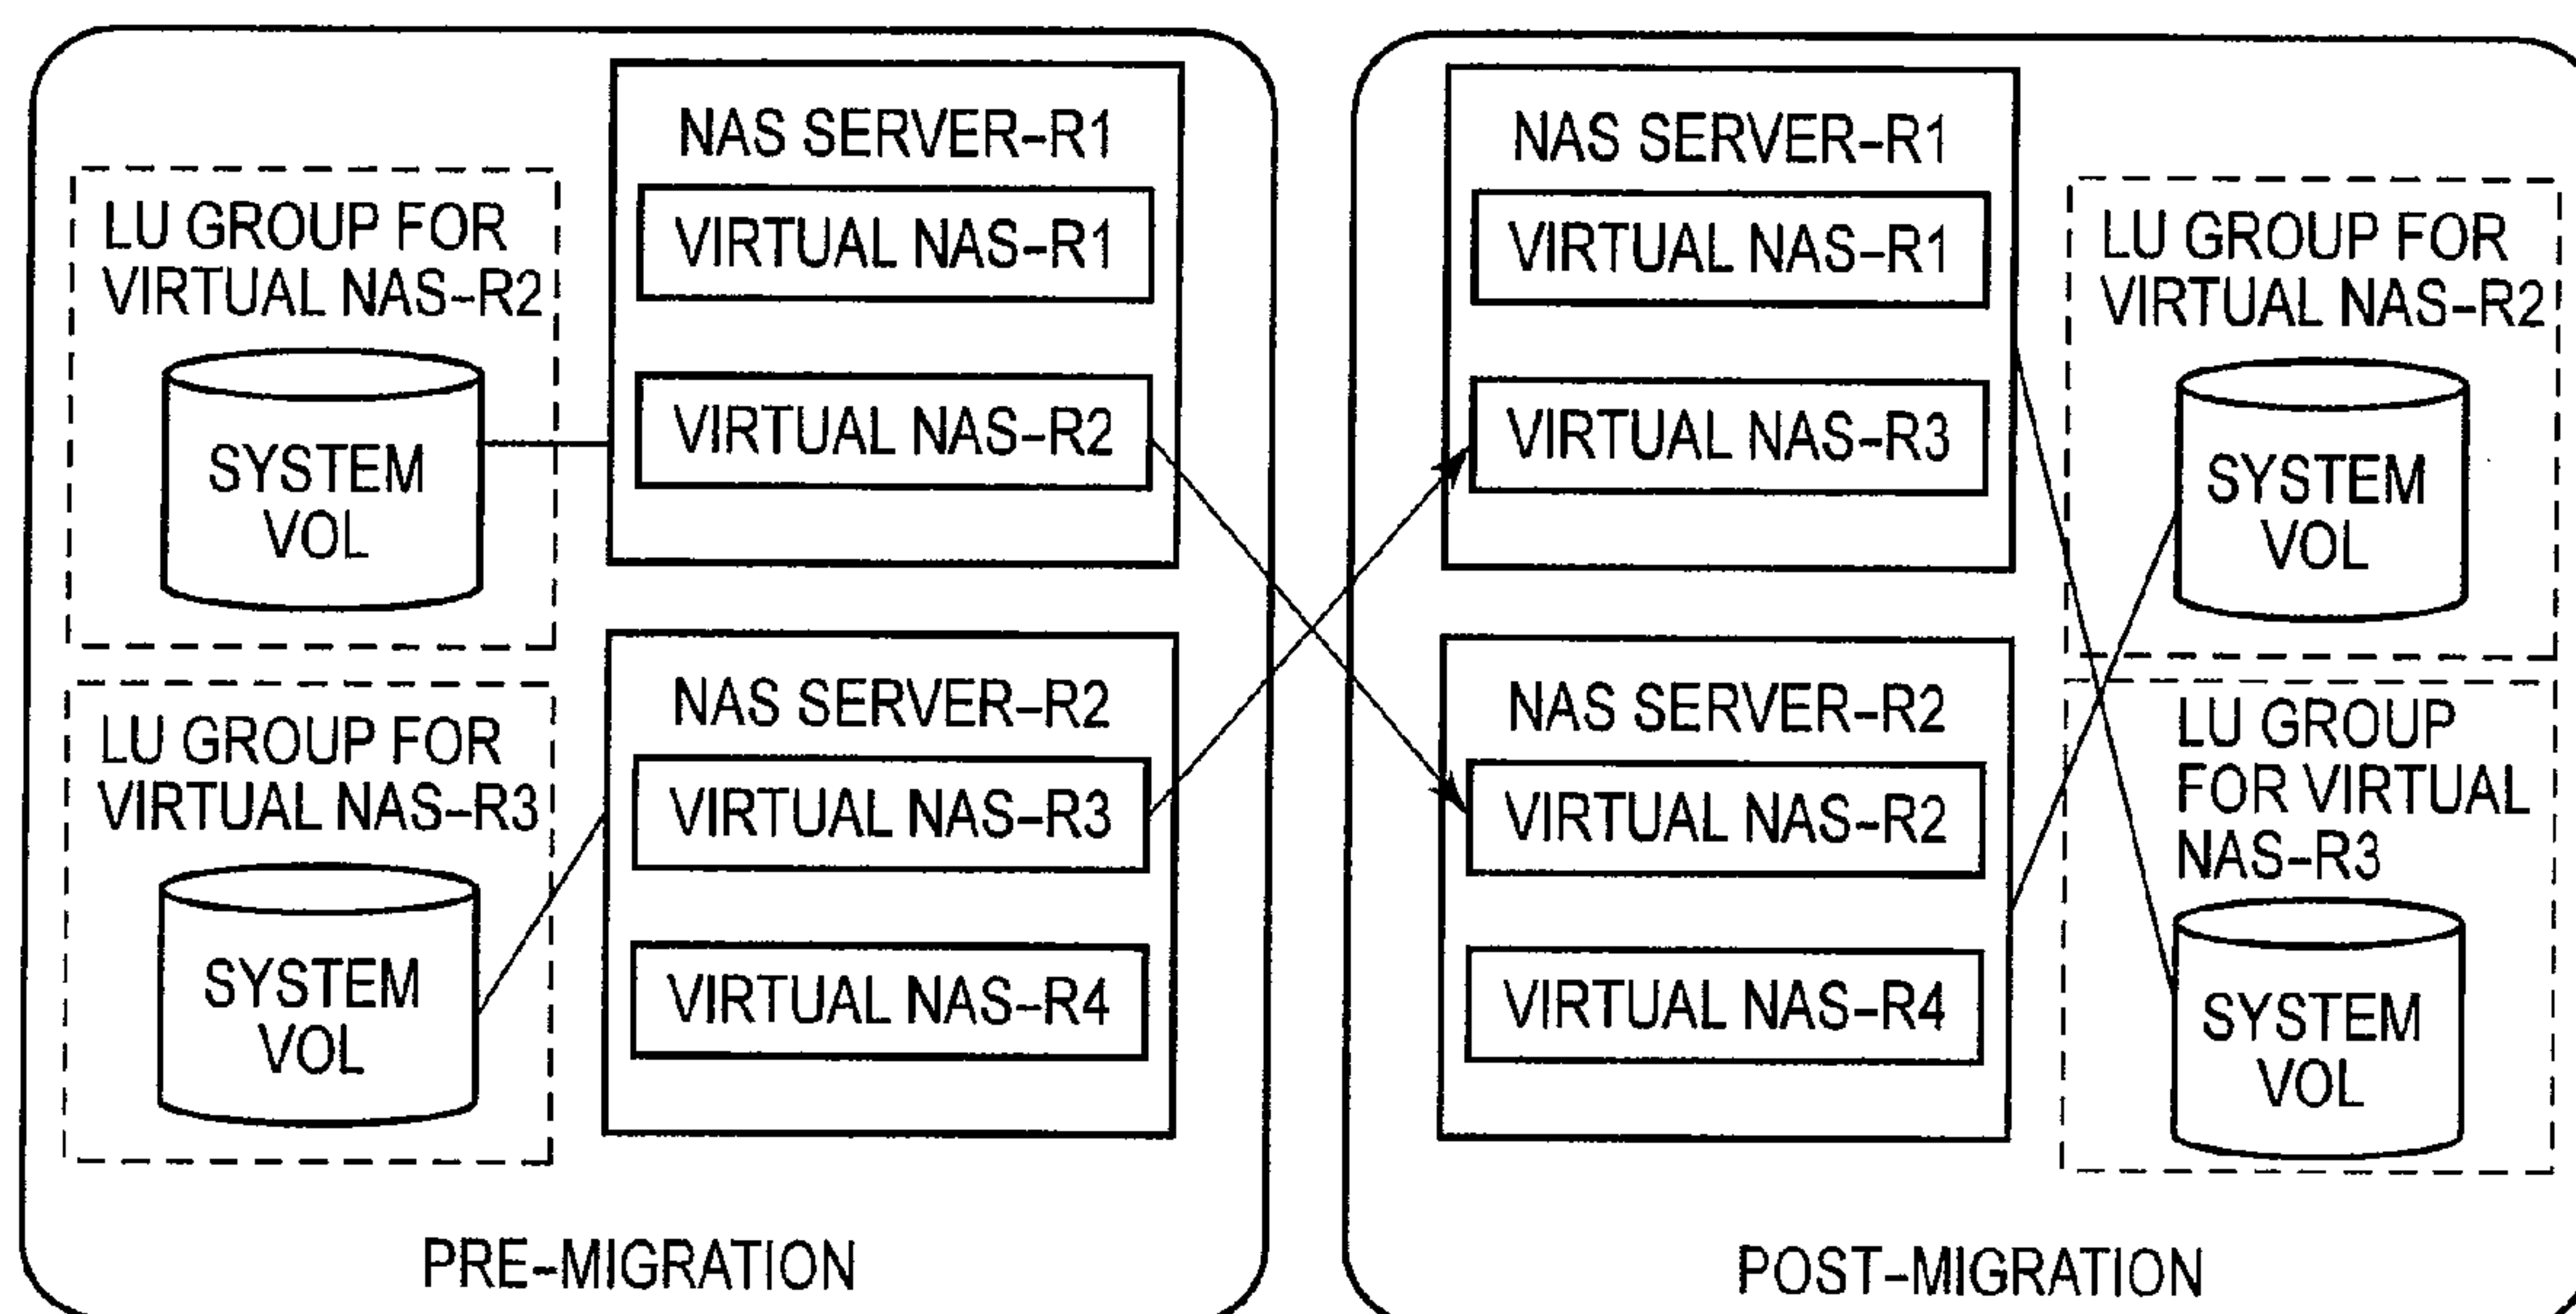 LU GROUP FOR
VIRTUAL NAS-R2
SYSTEM
VOL
LU GROUP FOR
VIRTUAL NAS-R3
SYSTEM
VOL
NAS SERVER-R1
VIRTUAL NAS-R1
VIRTUAL NAS-R2
NAS SERVER-R2
VIRTUAL NAS-R3
VIRTUAL NAS-R4
PRE-MIGRATION
NAS SERVER-R1
VIRTUAL NAS-R1
VIRTUAL NAS-R3
NAS SERVER-R2
VIRTUAL NAS-R2
VIRTUAL NAS-R4
LU GROUP FOR
VIRTUAL NAS-R2
SYSTEM
VOL
LU GROUP
FOR VIRTUAL
NAS-R3
SYSTEM
VOL
POST-MIGRATION